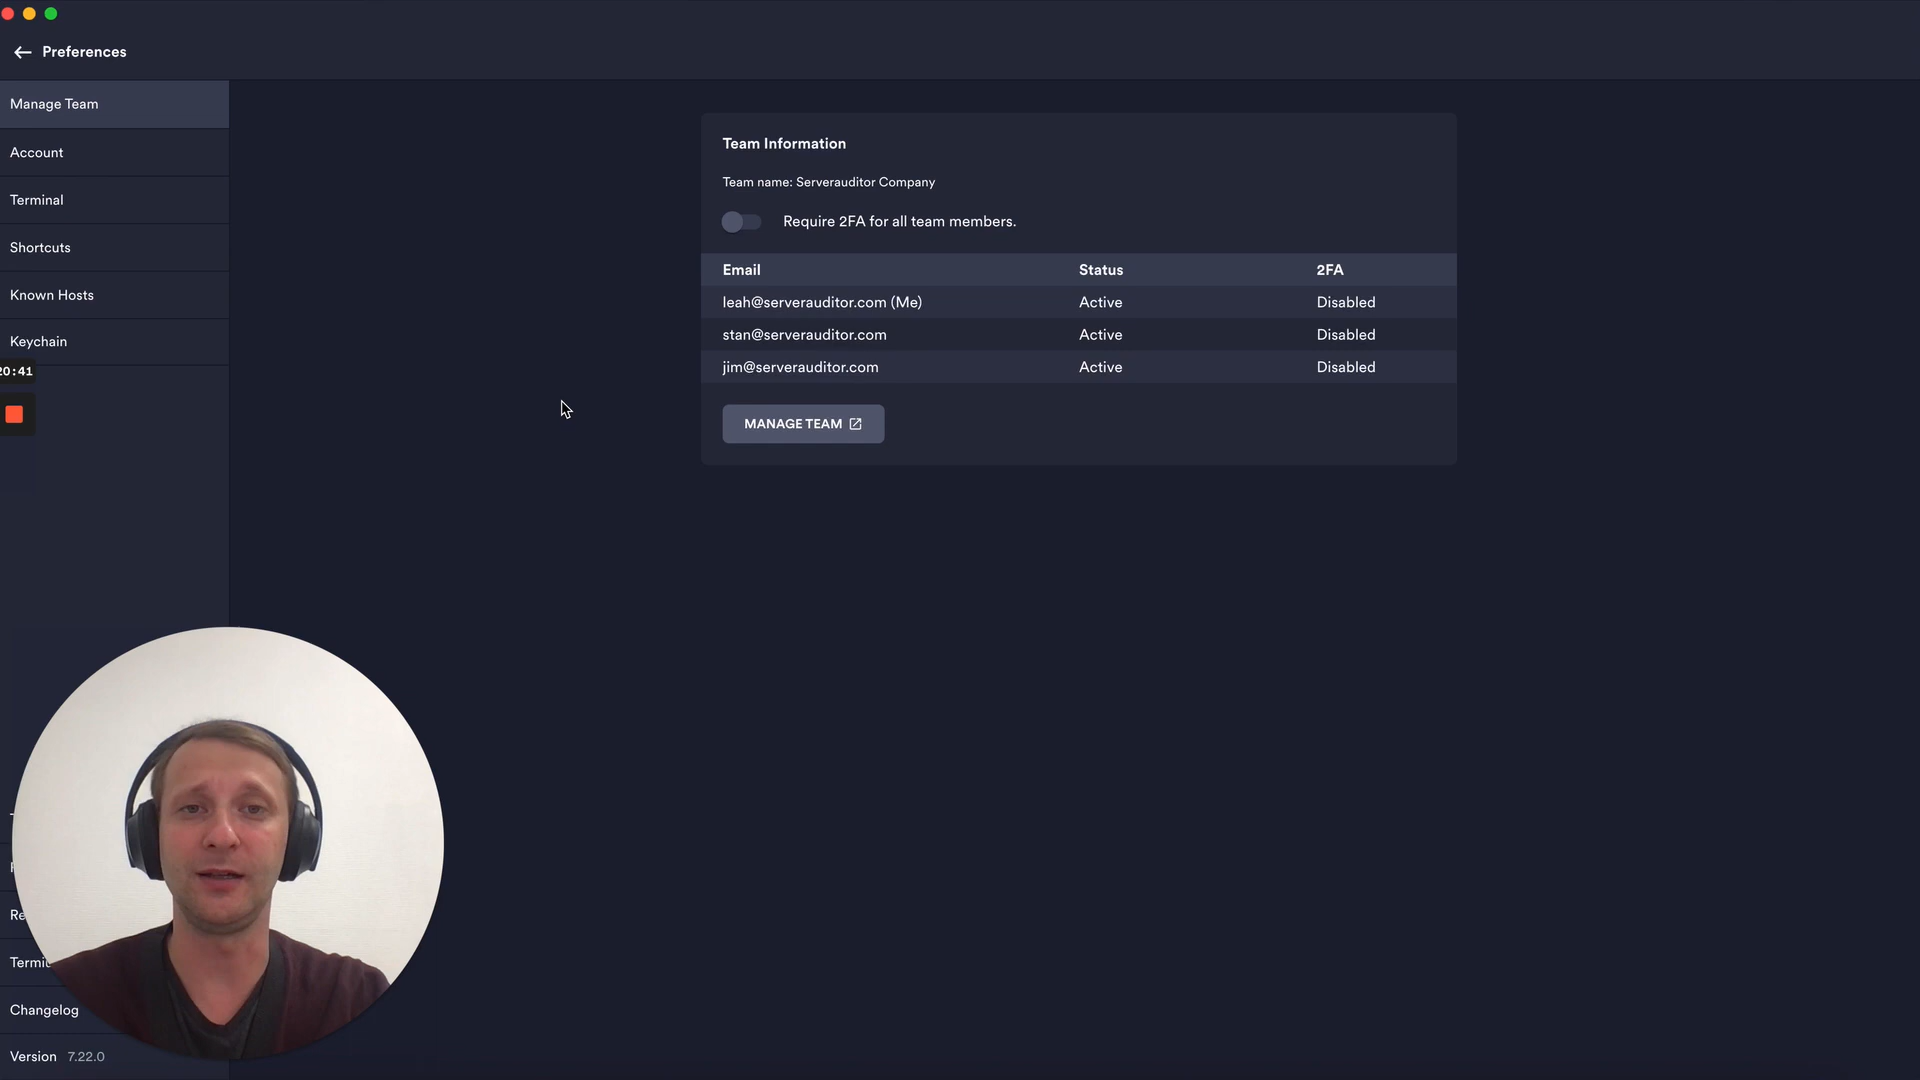 Preferences
Manage Team
Account
Terminal
Shortcuts
Known Hosts
Keychain
20:41
Team Information
Team name: Serverauditor Company
Require 2FA for all team members.
Email Status 2FA
leah@serverauditor.com (Me) Active Disabled
stan@serverauditor.com Active Disabled
jim@serverauditor.com Active Disabled
MANAGE TEAM
Changelog
Version 7.22.0